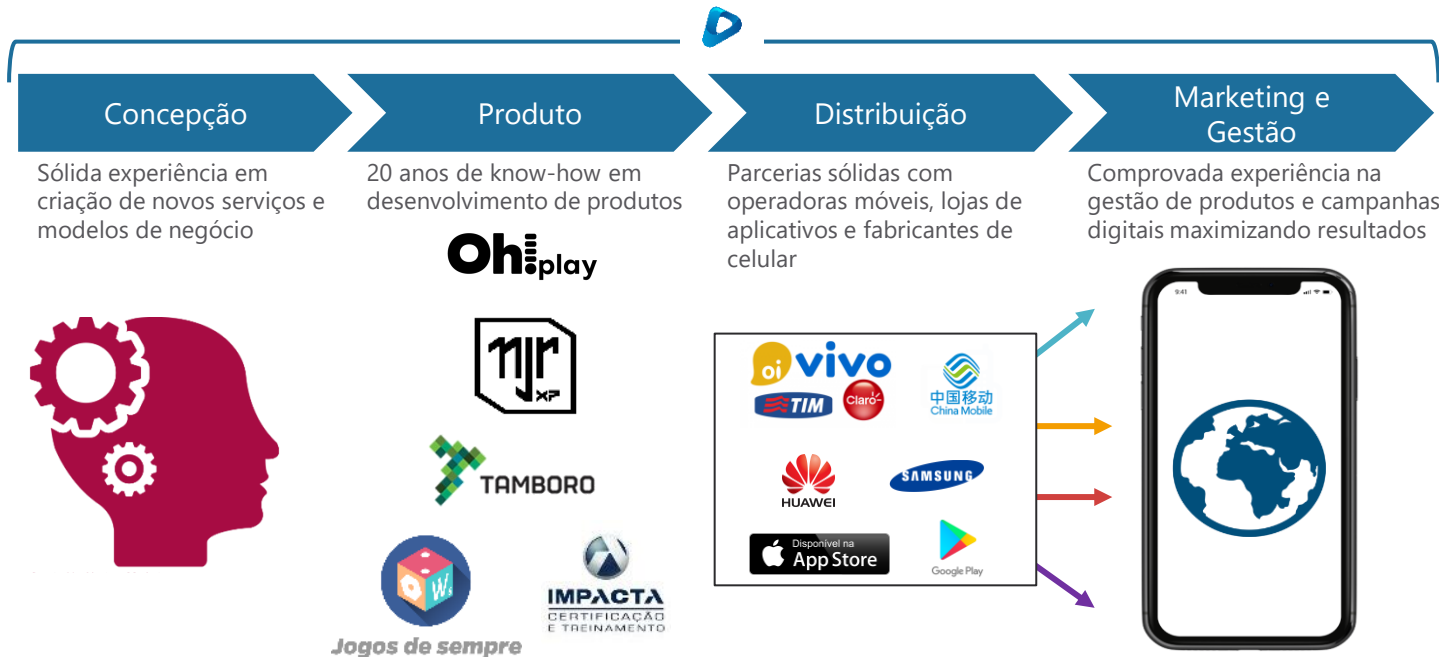 Concepção
Sólida experiência em
criação de novos serviços e
modelos de negócio
Produto
20 anos de know-how em
desenvolvimento de produtos
Oh!play
njr
XP
TAMBORO
Jogos de sempre
IMPACTA
CERTIFICAÇÃO
E TREINAMENTO
Distribuição
Parcerias sólidas com
operadoras móveis, lojas de
aplicativos e fabricantes de
celular
oi vivo
TIM
Claro
中国移动
China Mobile
HUAWEI
SAMSUNG
Disponível na
App Store
Google Play
Marketing e
Gestão
Comprovada experiência na
gestão de produtos e campanhas
digitais maximizando resultados
9:41